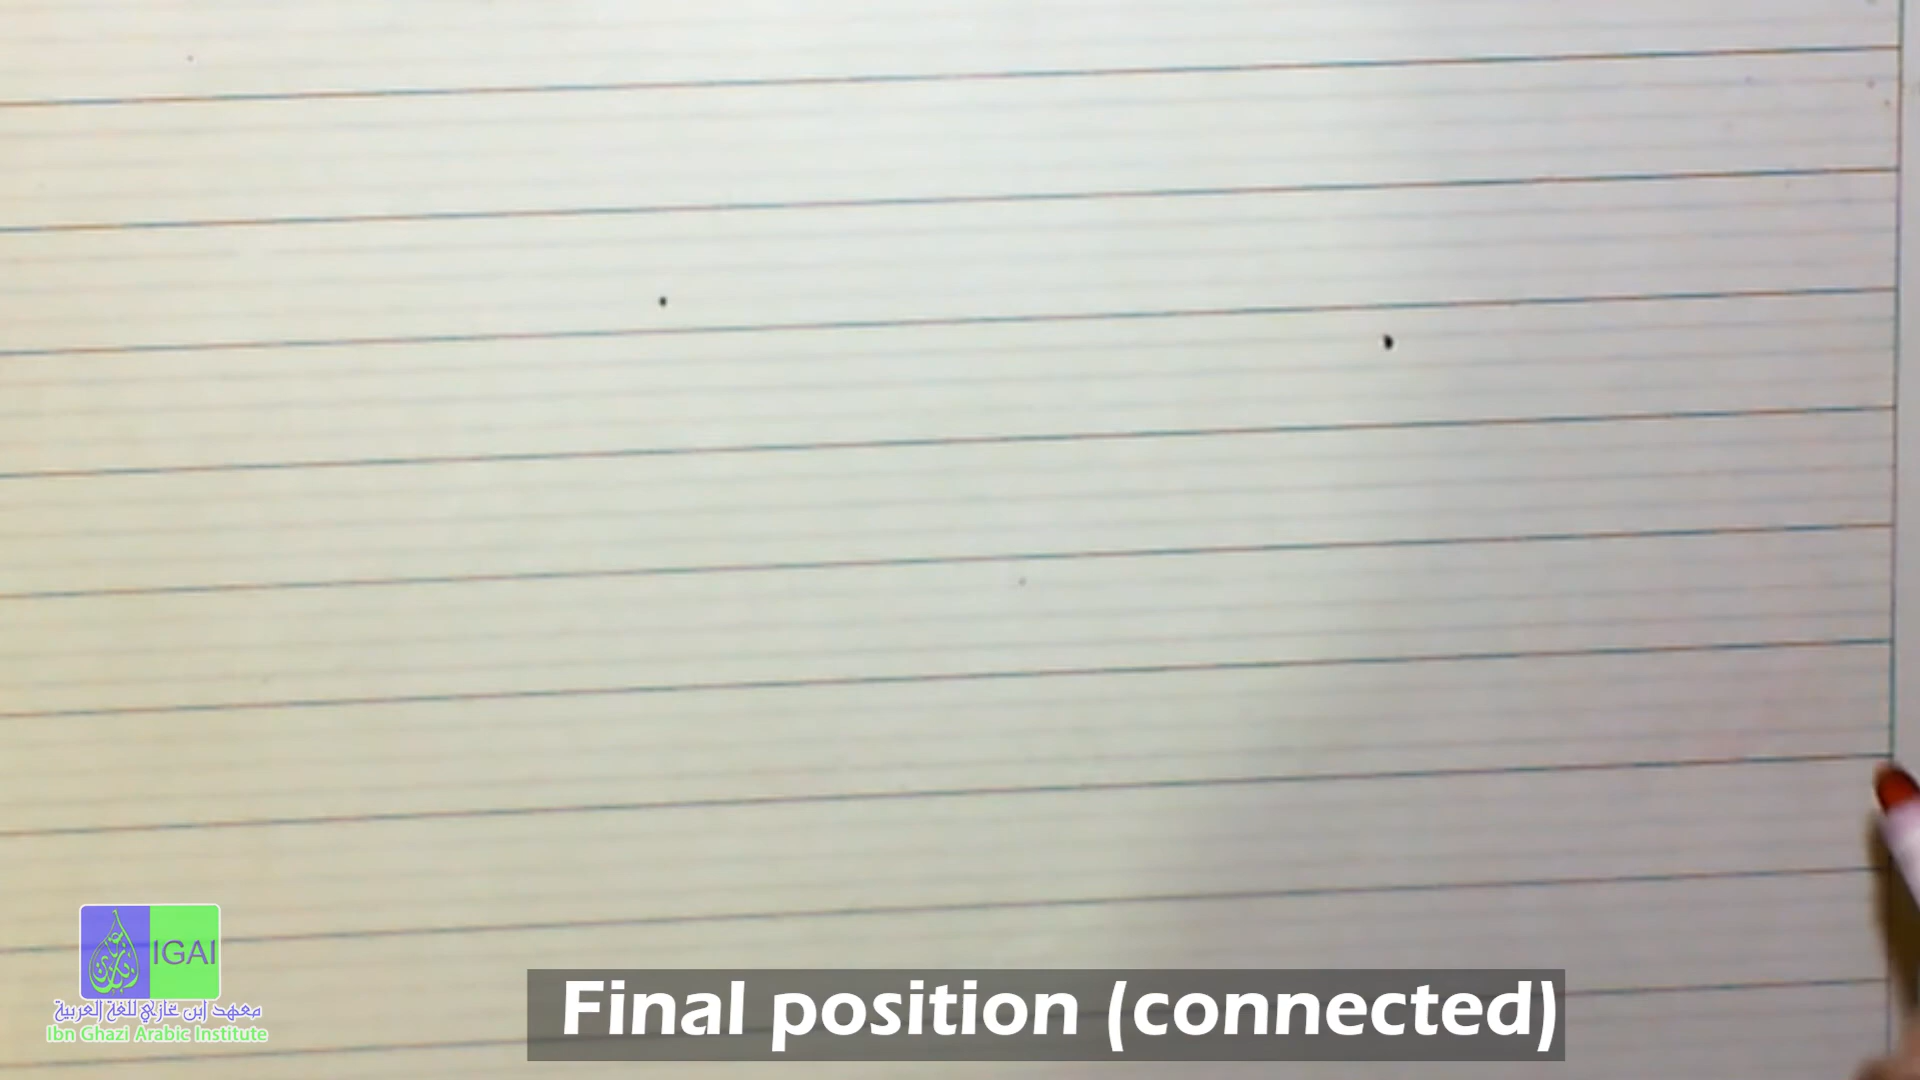 IGAI
معهد ابن غازي للغة العربية
Ibn Ghazi Arabic Institute
Final position (connected)